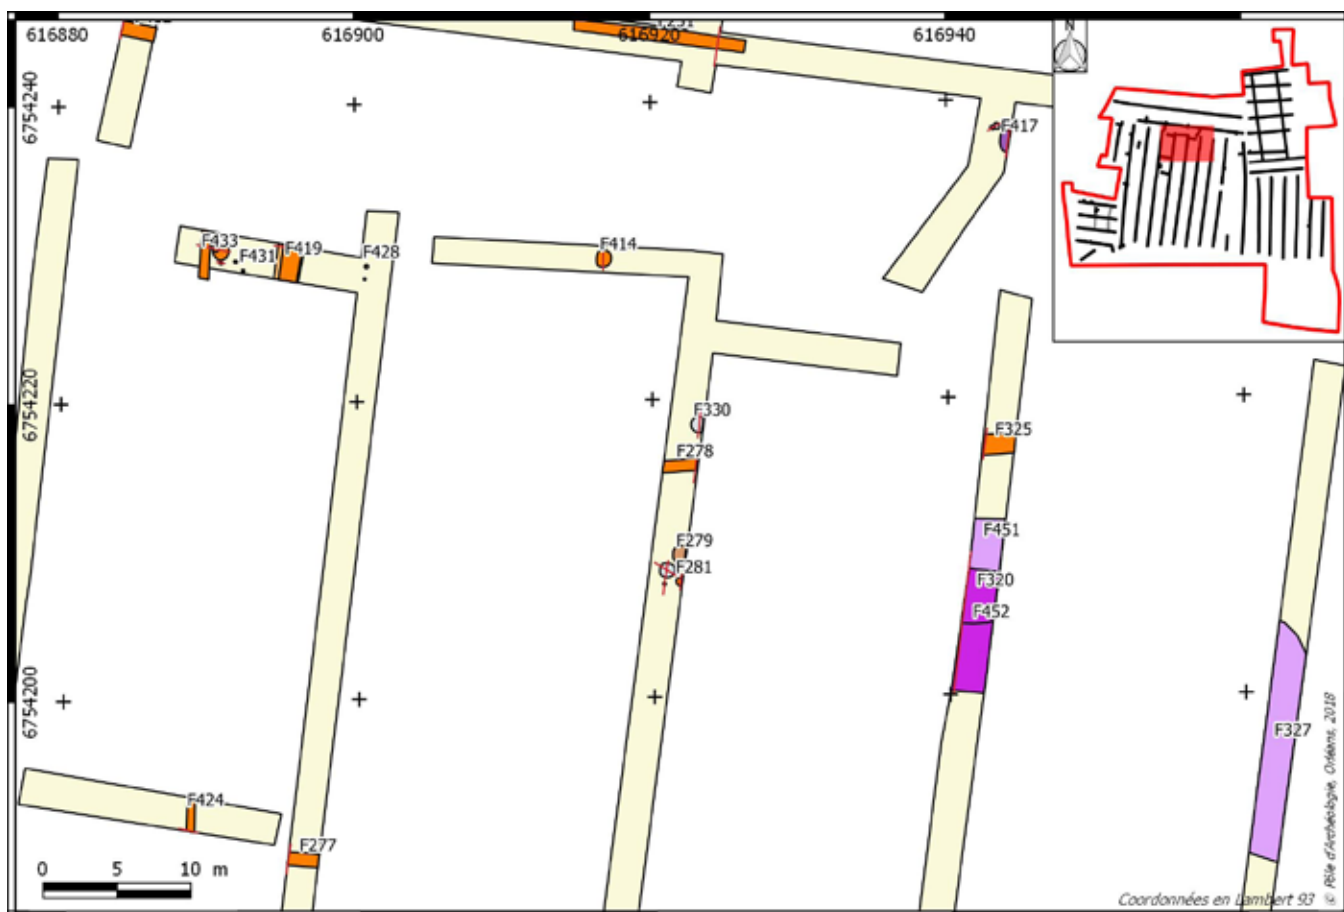 616880
616900
616920
616940
N
6754240
F417
F433
F431
F419
F428
F414
6754220
F330
F278
F325
F279
F281
F451
F320
F452
6754200
F327
F424
F277
0 5 10 m
Coordonnées en Lambert 93
© Pôle d'Archéologie, Orléans, 2018